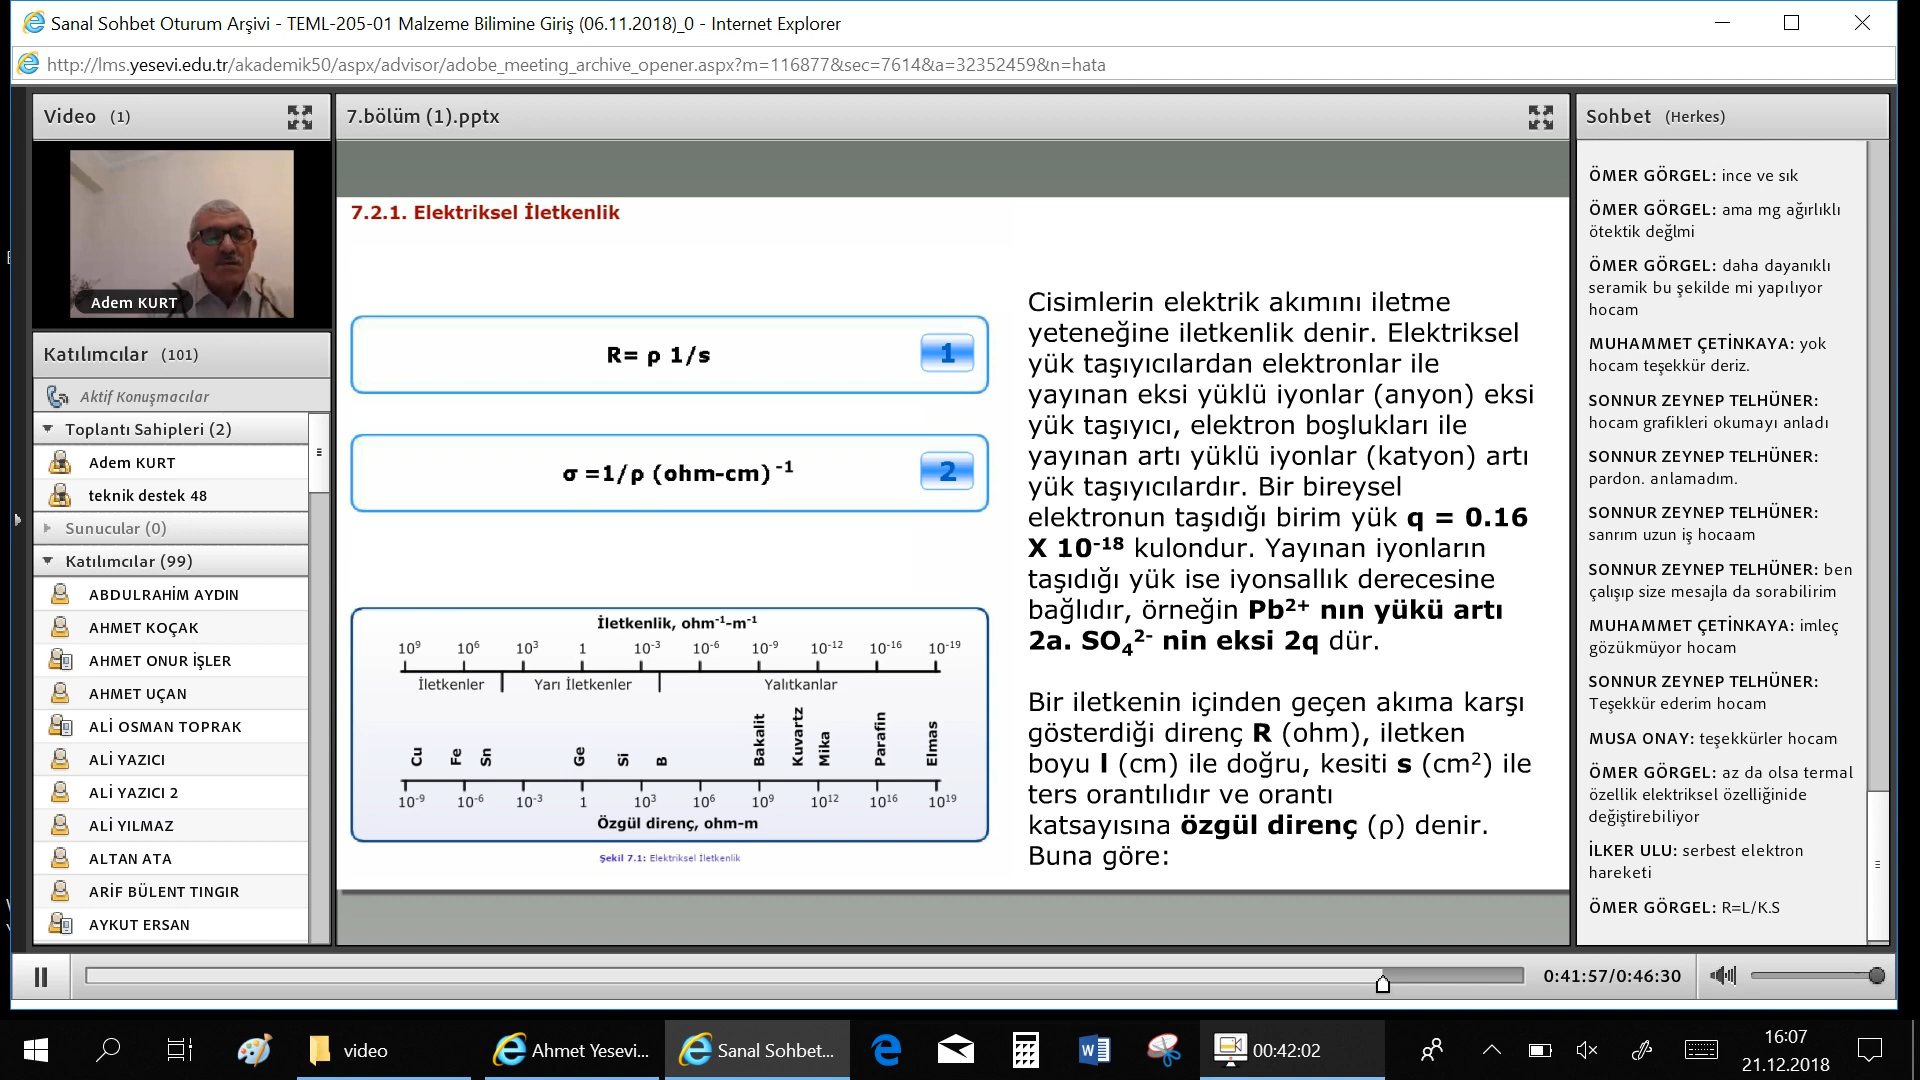 Sanal Sohbet Oturum Arşivi - TEML-205-01 Malzeme Bilimine Giriş (06.11.2018)_0 - Internet Explorer
http://lms.yesevi.edu.tr/akademik50/aspx/advisor/adobe_meeting_archive_opener.aspx?m=116877&sec=7614&a=32352459&n=hata
Video (1)
Adem KURT
Katılımcılar (101)
Aktif Konuşmacılar
Toplantı Sahipleri (2)
Adem KURT
teknik destek 48
Sunucular (0)
Katılımcılar (99)
ABDULRAHİM AYDIN
AHMET KOÇAK
AHMET ONUR İŞLER
AHMET UÇAN
ALİ OSMAN TOPRAK
ALİ YAZICI
ALİ YAZICI 2
ALİ YILMAZ
ALTAN ATA
ARİF BÜLENT TINGIR
AYKUT ERSAN
7.bölüm (1).pptx
7.2.1. Elektriksel İletkenlik
R= ρ 1/s
1
σ =1/ρ (ohm-cm) ⁻¹
2
İletkenlik, ohm⁻¹-m⁻¹
10⁹ 10⁶ 10³ 1 10⁻³ 10⁻⁶ 10⁻⁹ 10⁻¹² 10⁻¹⁶ 10⁻¹⁹
İletkenler Yarı İletkenler Yalıtkanlar
Cu Fe Sn Ge Si B Bakalit Kuvartz Mika Parafin Elmas
10⁻⁹ 10⁻⁶ 10⁻³ 1 10³ 10⁶ 10⁹ 10¹² 10¹⁶ 10¹⁹
Özgül direnç, ohm-m
Şekil 7.1: Elektriksel İletkenlik
Cisimlerin elektrik akımını iletme
yeteneğine iletkenlik denir. Elektriksel
yük taşıyıcılardan elektronlar ile
yayınan eksi yüklü iyonlar (anyon) eksi
yük taşıyıcı, elektron boşlukları ile
yayınan artı yüklü iyonlar (katyon) artı
yük taşıyıcılardır. Bir bireysel
elektronun taşıdığı birim yük q = 0.16
X 10⁻¹⁸ kulondur. Yayınan iyonların
taşıdığı yük ise iyonsallık derecesine
bağlıdır, örneğin Pb²⁺ nın yükü artı
2a. SO₄²⁻ nin eksi 2q dür.
Bir iletkenin içinden geçen akıma karşı
gösterdiği direnç R (ohm), iletken
boyu l (cm) ile doğru, kesiti s (cm²) ile
ters orantılıdır ve orantı
katsayısına özgül direnç (ρ) denir.
Buna göre:
Sohbet (Herkes)
ÖMER GÖRGEL: ince ve sık
ÖMER GÖRGEL: ama mg ağırlıklı
ötektik değlmi
ÖMER GÖRGEL: daha dayanıklı
seramik bu şekilde mi yapılıyor
hocam
MUHAMMET ÇETİNKAYA: yok
hocam teşekkür deriz.
SONNUR ZEYNEP TELHÜNER:
hocam grafikleri okumayı anladı
SONNUR ZEYNEP TELHÜNER:
pardon. anlamadım.
SONNUR ZEYNEP TELHÜNER:
sanrım uzun iş hocaam
SONNUR ZEYNEP TELHÜNER: ben
çalışıp size mesajla da sorabilirim
MUHAMMET ÇETİNKAYA: imleç
gözükmüyor hocam
SONNUR ZEYNEP TELHÜNER:
Teşekkür ederim hocam
MUSA ONAY: teşekkürler hocam
ÖMER GÖRGEL: az da olsa termal
özellik elektriksel özelliğinide
değiştirebiliyor
İLKER ULU: serbest elektron
hareketi
ÖMER GÖRGEL: R=L/K.S
0:41:57/0:46:30
video
Ahmet Yesevi...
Sanal Sohbet...
00:42:02
16:07
21.12.2018